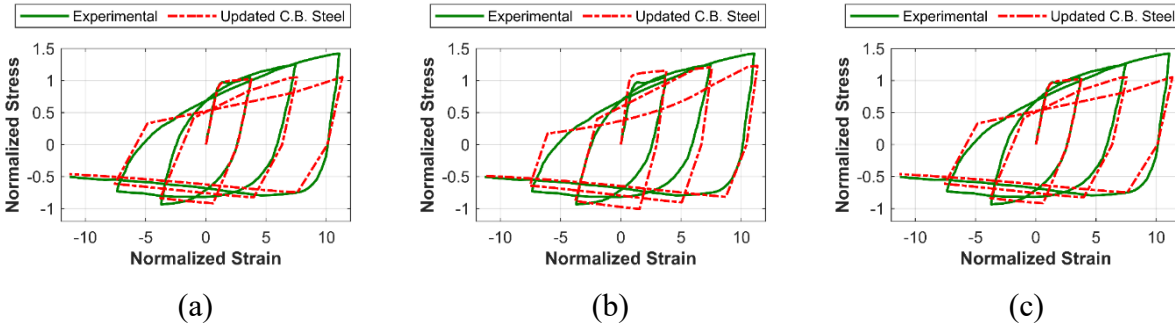 Experimental Updated C.B. Steel
Experimental Updated C.B. Steel
Experimental Updated C.B. Steel
1.5
1
0.5
0
-0.5
-1
Normalized Stress
-10 -5 0 5 10
Normalized Strain
1.5
1
0.5
0
-0.5
-1
Normalized Stress
-10 -5 0 5 10
Normalized Strain
1.5
1
0.5
0
-0.5
-1
Normalized Stress
-10 -5 0 5 10
Normalized Strain
(a) (b) (c)